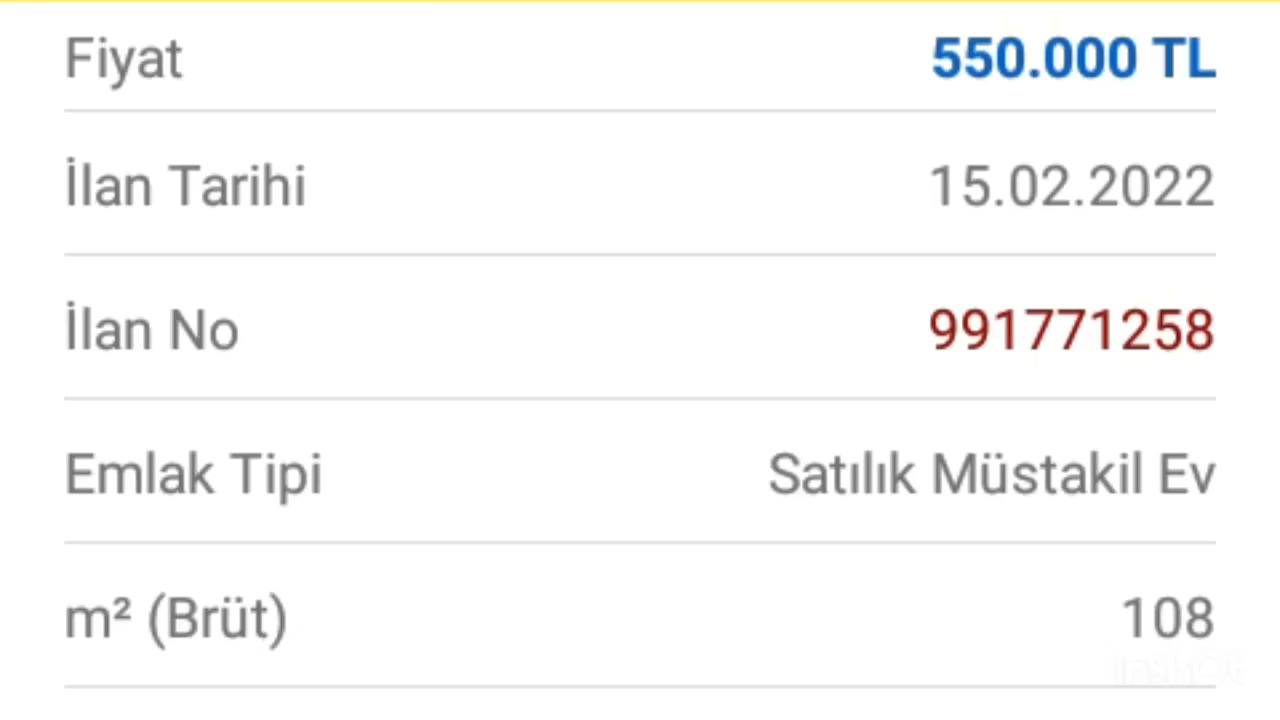 Fiyat 550.000 TL
İlan Tarihi 15.02.2022
İlan No 991771258
Emlak Tipi Satılık Müstakil Ev
m² (Brüt) 108
InShOt